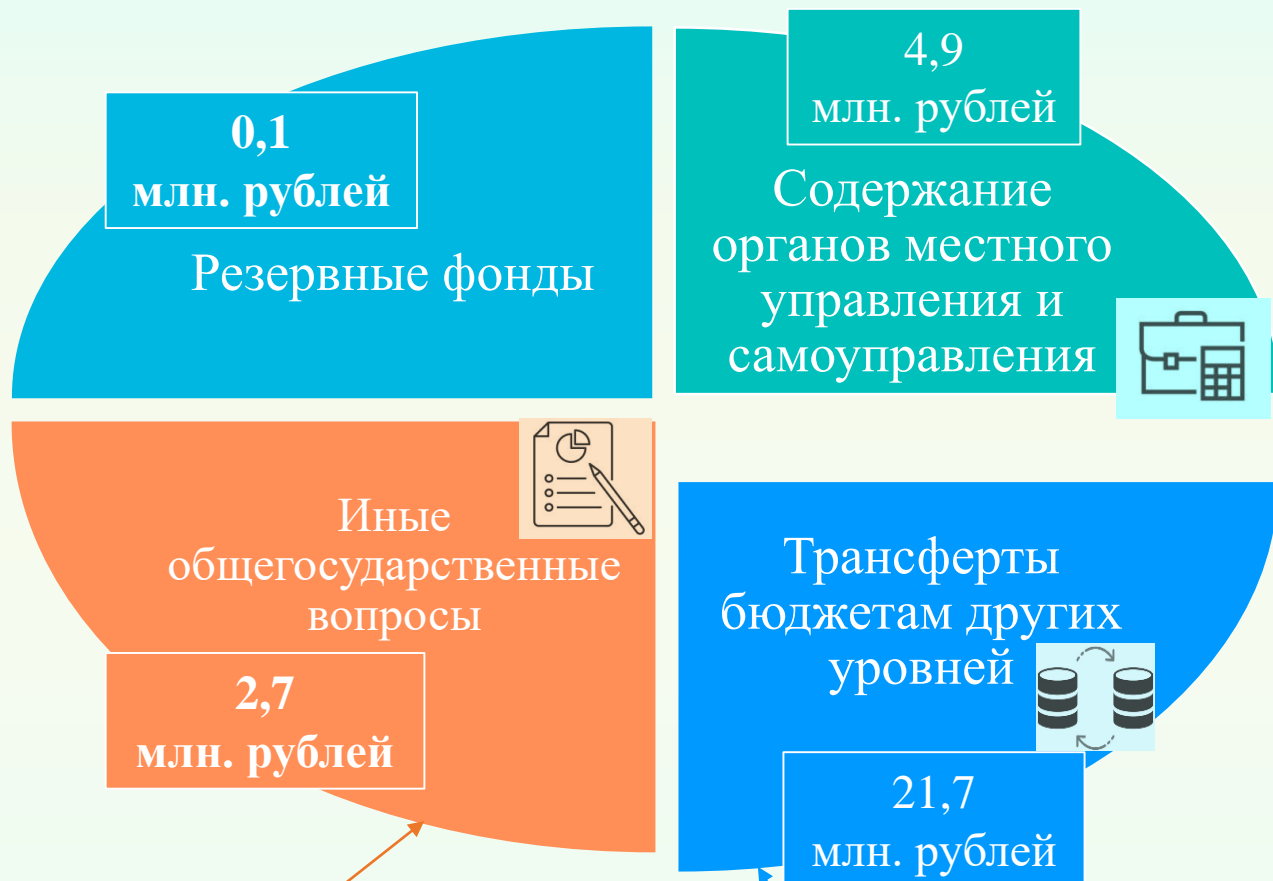 0,1
млн. рублей
Резервные фонды
4,9
млн. рублей
Содержание
органов местного
управления и
самоуправления
Иные
общегосударственные
вопросы
2,7
млн. рублей
Трансферты
бюджетам других
уровней
21,7
млн. рублей